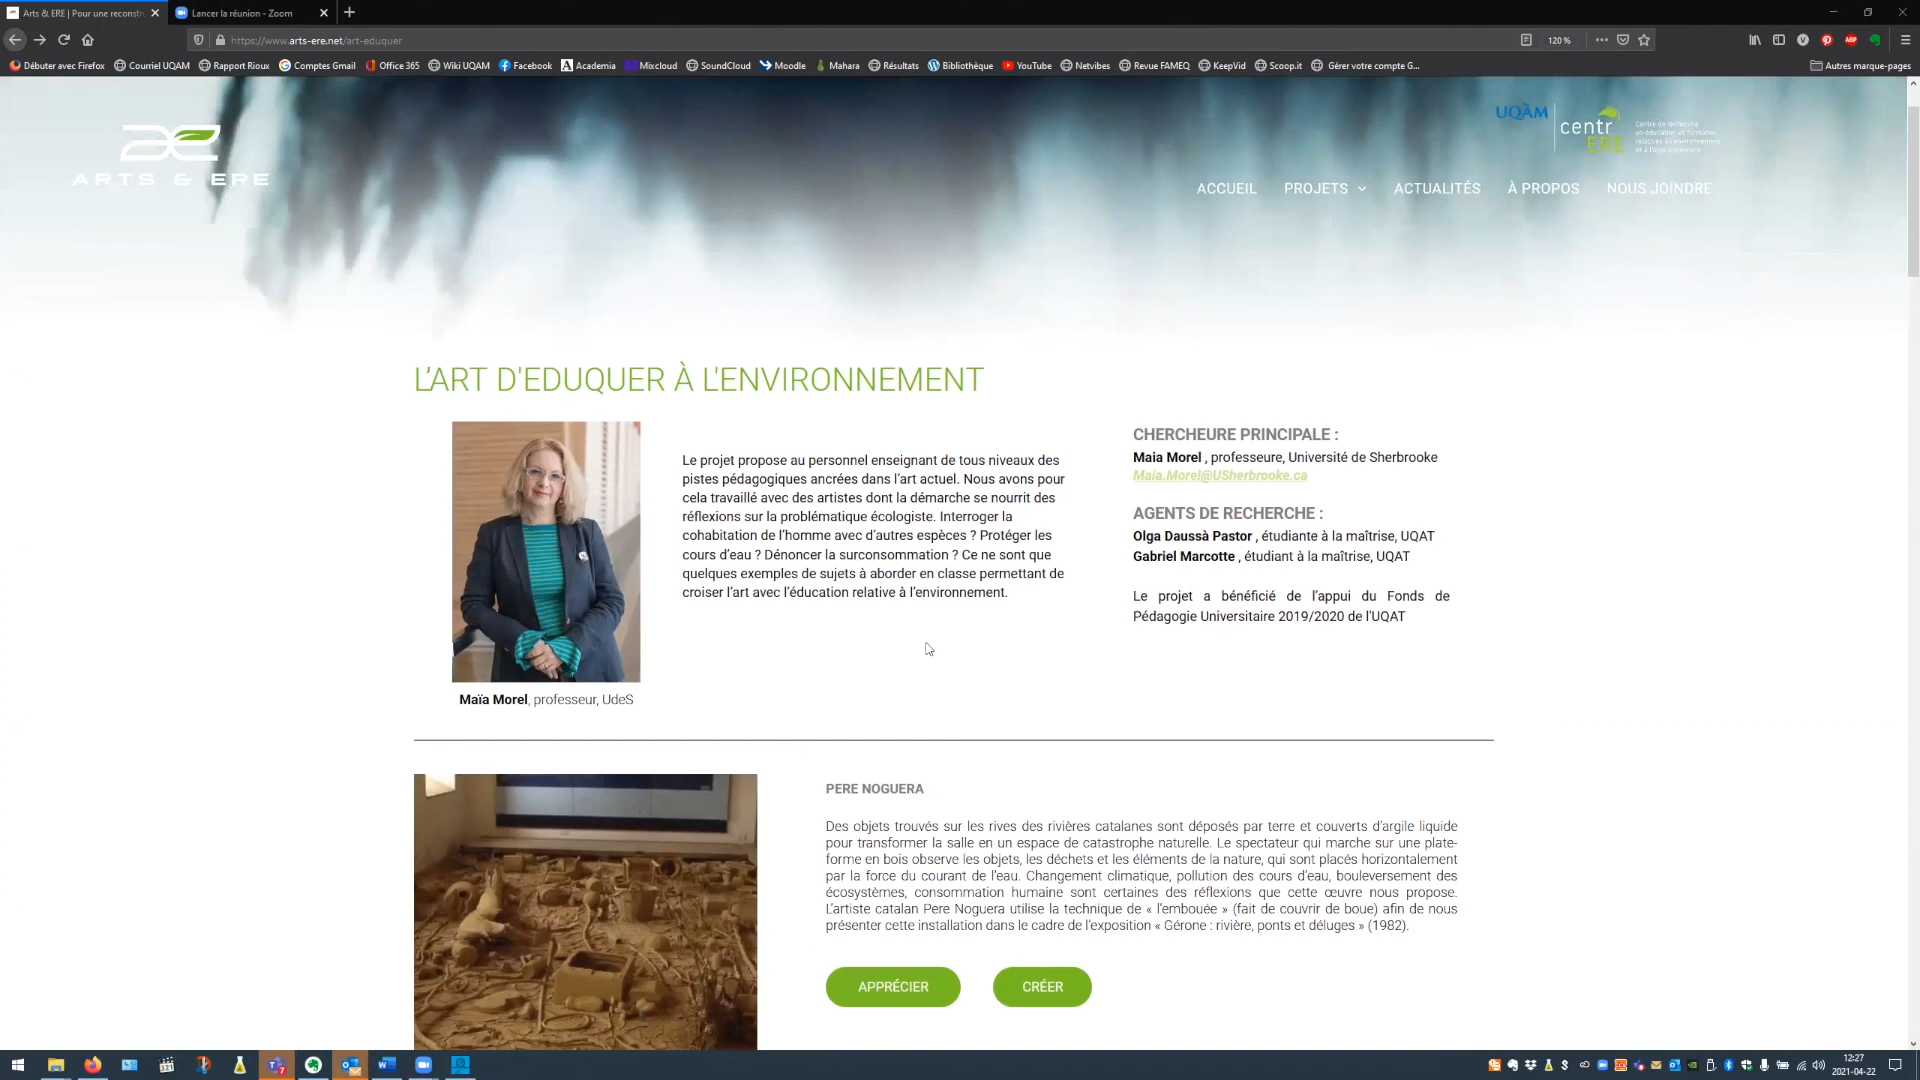 Arts & ERE | Pour une reconstru
Lancer la réunion - Zoom
https://www.arts-ere.net/art-eduquer
120 %
Débuter avec Firefox
Courriel UQAM
Rapport Rioux
Comptes Gmail
Office 365
Wiki UQAM
Facebook
Academia
Mixcloud
SoundCloud
Moodle
Mahara
Résultats
Bibliothèque
YouTube
Netvibes
Revue FAMEQ
KeepVid
Scoop.it
Gérer votre compte G...
Autres marque-pages
ARTS & ERE
UQÀM
centr
ERE
Centre de recherche
en éducation et formation
relatives à l'environnement
et à l'écocitoyenneté
ACCUEIL
PROJETS
ACTUALITÉS
À PROPOS
NOUS JOINDRE
L'ART D'EDUQUER À L'ENVIRONNEMENT
Le projet propose au personnel enseignant de tous niveaux des
pistes pédagogiques ancrées dans l'art actuel. Nous avons pour
cela travaillé avec des artistes dont la démarche se nourrit des
réflexions sur la problématique écologiste. Interroger la
cohabitation de l'homme avec d'autres espèces ? Protéger les
cours d'eau ? Dénoncer la surconsommation ? Ce ne sont que
quelques exemples de sujets à aborder en classe permettant de
croiser l'art avec l'éducation relative à l'environnement.
Maïa Morel, professeur, UdeS
CHERCHEURE PRINCIPALE :
Maia Morel , professeure, Université de Sherbrooke
Maia.Morel@USherbrooke.ca
AGENTS DE RECHERCHE :
Olga Daussà Pastor , étudiante à la maîtrise, UQAT
Gabriel Marcotte , étudiant à la maîtrise, UQAT
Le projet a bénéficié de l'appui du Fonds de
Pédagogie Universitaire 2019/2020 de l'UQAT
PERE NOGUERA
Des objets trouvés sur les rives des rivières catalanes sont déposés par terre et couverts d'argile liquide
pour transformer la salle en un espace de catastrophe naturelle. Le spectateur qui marche sur une plate-
forme en bois observe les objets, les déchets et les éléments de la nature, qui sont placés horizontalement
par la force du courant de l'eau. Changement climatique, pollution des cours d'eau, bouleversement des
écosystèmes, consommation humaine sont certaines des réflexions que cette œuvre nous propose.
L'artiste catalan Pere Noguera utilise la technique de « l'embouée » (fait de couvrir de boue) afin de nous
présenter cette installation dans le cadre de l'exposition « Gérone : rivière, ponts et déluges » (1982).
APPRÉCIER
CRÉER
12:27
2021-04-22